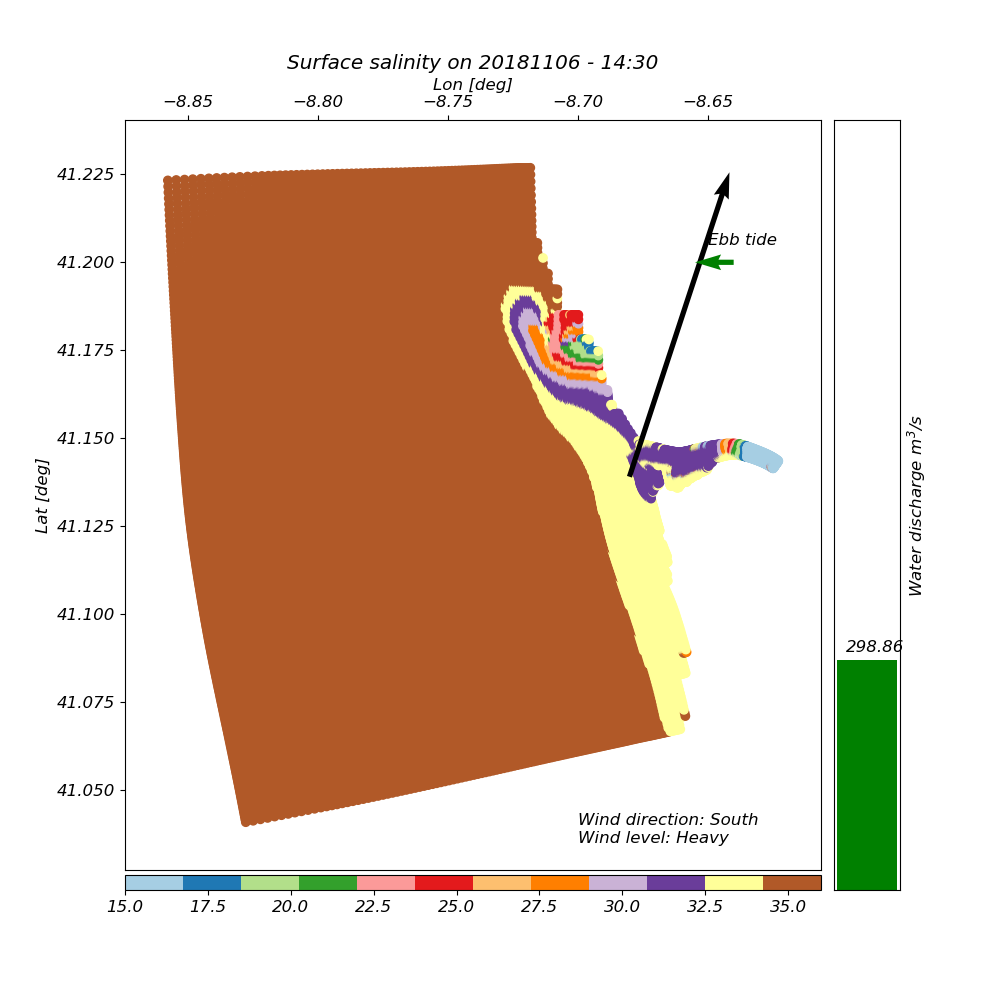 Surface salinity on 20181106 - 14:30
Lon [deg]
−8.85 −8.80 −8.75 −8.70 −8.65
41.225
41.200
41.175
41.150
41.125
41.100
41.075
41.050
Lat [deg]
Ebb tide
Wind direction: South
Wind level: Heavy
15.0 17.5 20.0 22.5 25.0 27.5 30.0 32.5 35.0
298.86
Water discharge m³/s